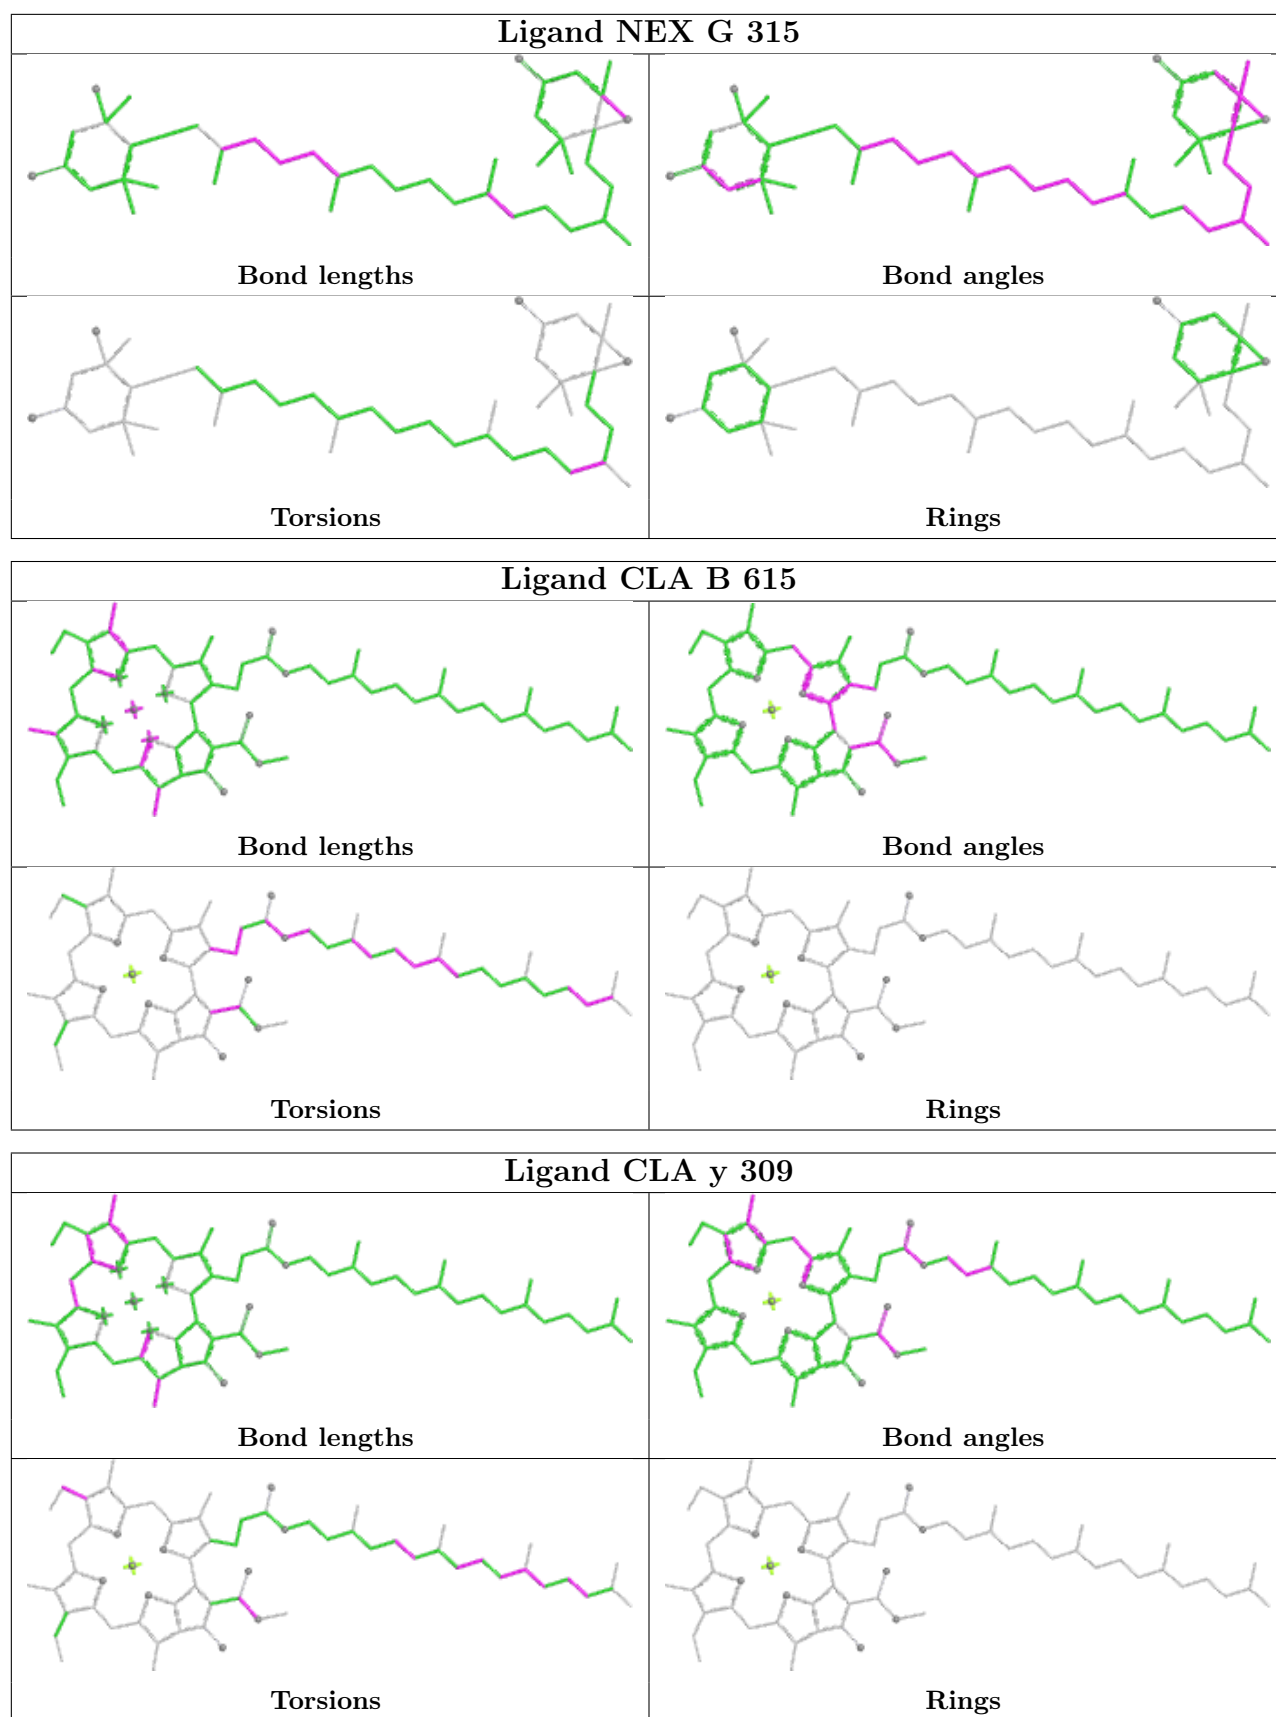 Ligand NEX G 315
Bond lengths
Bond angles
Torsions
Rings
Ligand CLA B 615
Bond lengths
Bond angles
Torsions
Rings
Ligand CLA y 309
Bond lengths
Bond angles
Torsions
Rings